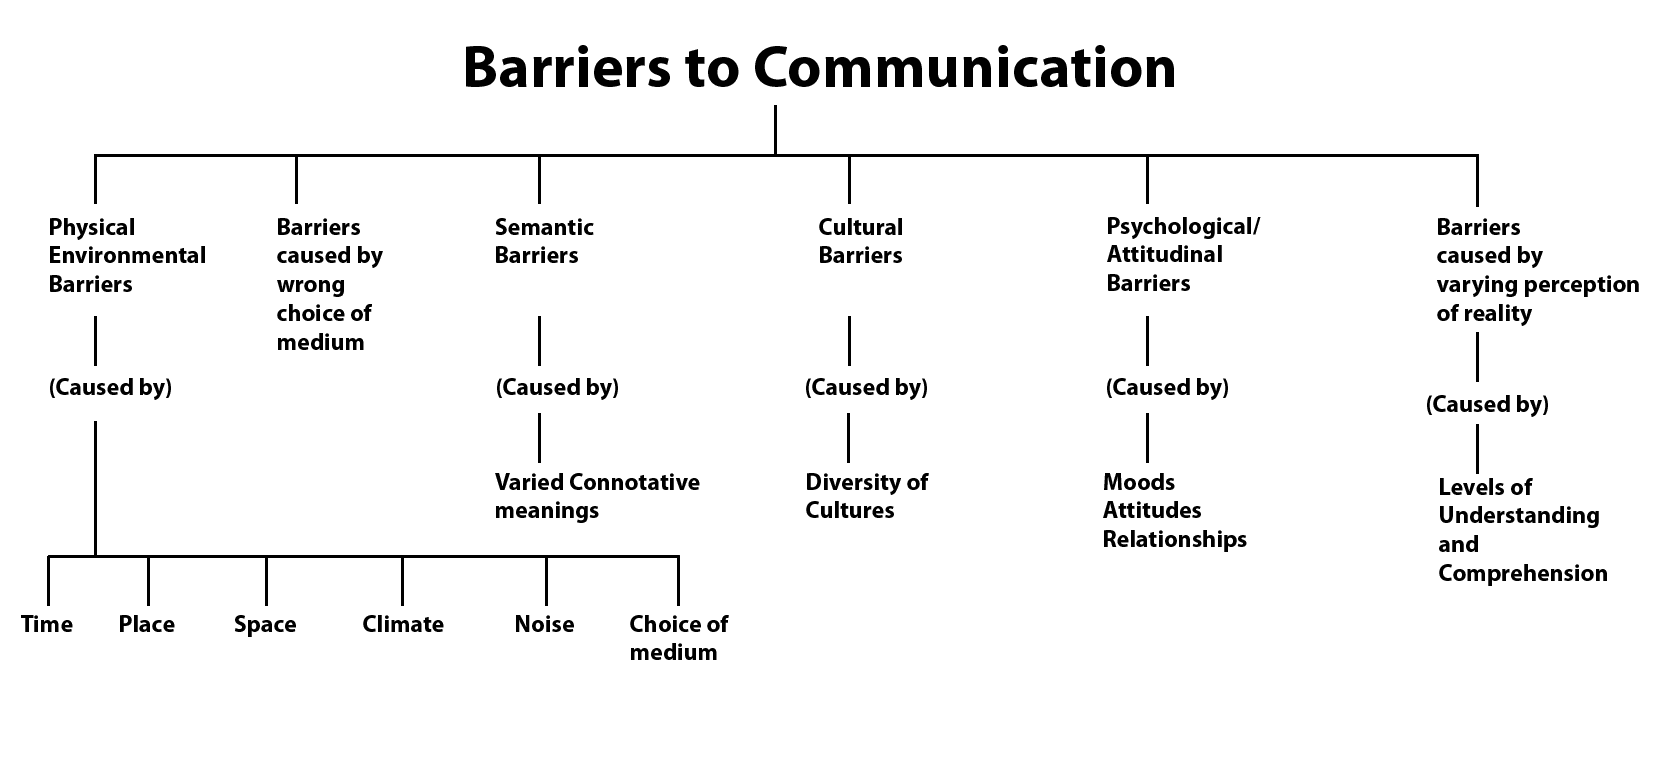 Barriers to Communication
Physical
Environmental
Barriers
Barriers
caused by
wrong
choice of
medium
Semantic
Barriers
Cultural
Barriers
Psychological/
Attitudinal
Barriers
Barriers
caused by
varying perception
of reality
(Caused by)
(Caused by)
(Caused by)
(Caused by)
(Caused by)
Varied Connotative
meanings
Diversity of
Cultures
Moods
Attitudes
Relationships
Levels of
Understanding
and
Comprehension
Time
Place
Space
Climate
Noise
Choice of
medium